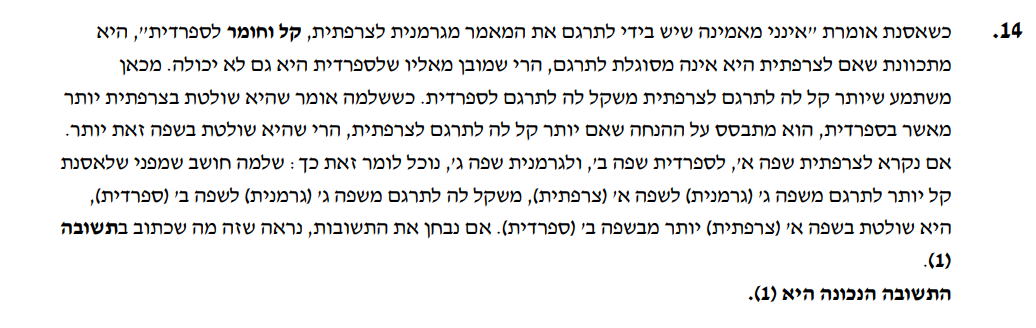 14. כשאסנת אומרת "אינני מאמינה שיש בידי לתרגם את המאמר מגרמנית לצרפתית, קל וחומר לספרדית", היא
מתכוונת שאם לצרפתית היא אינה מסוגלת לתרגם, הרי שמובן מאליו שלספרדית היא גם לא יכולה. מכאן
משתמע שיותר קל לה לתרגם לצרפתית משקל לה לתרגם לספרדית. כששלמה אומר שהיא שולטת בצרפתית יותר
מאשר בספרדית, הוא מתבסס על ההנחה שאם יותר קל לה לתרגם לצרפתית, הרי שהיא שולטת בשפה זאת יותר.
אם נקרא לצרפתית שפה א', לספרדית שפה ב', ולגרמנית שפה ג', נוכל לומר זאת כך: שלמה חושב שמפני שלאסנת
קל יותר לתרגם משפה ג' (גרמנית) לשפה א' (צרפתית), משקל לה לתרגם משפה ג' (גרמנית) לשפה ב' (ספרדית),
היא שולטת בשפה א' (צרפתית) יותר מבשפה ב' (ספרדית). אם נבחן את התשובות, נראה שזה מה שכתוב בתשובה
(1).
התשובה הנכונה היא (1).